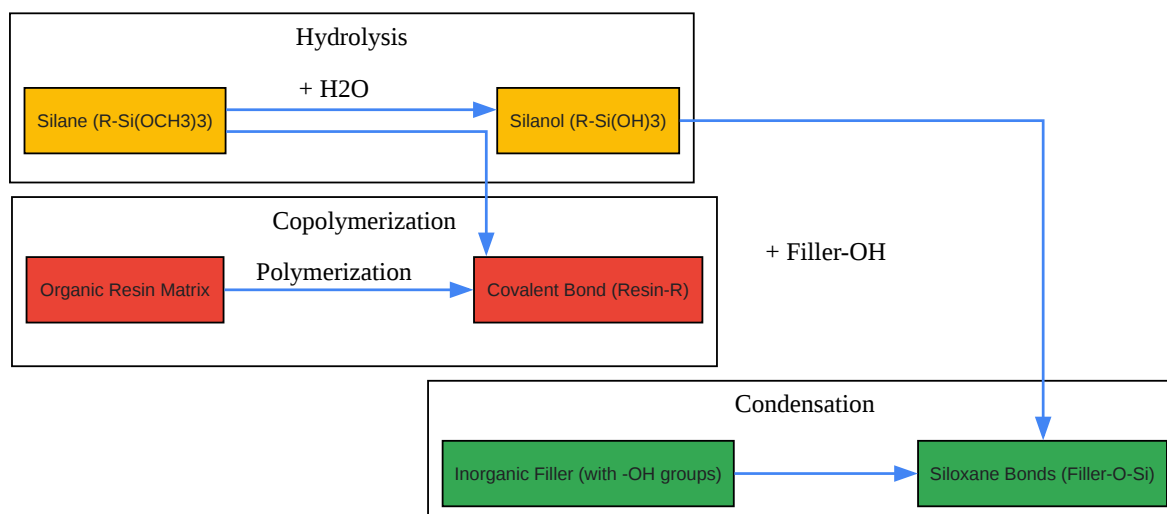 Hydrolysis
+ H2O
Silane (R-Si(OCH3)3)
Silanol (R-Si(OH)3)
Copolymerization
+ Filler-OH
Polymerization
Organic Resin Matrix
Covalent Bond (Resin-R)
Condensation
Inorganic Filler (with -OH groups)
Siloxane Bonds (Filler-O-Si)